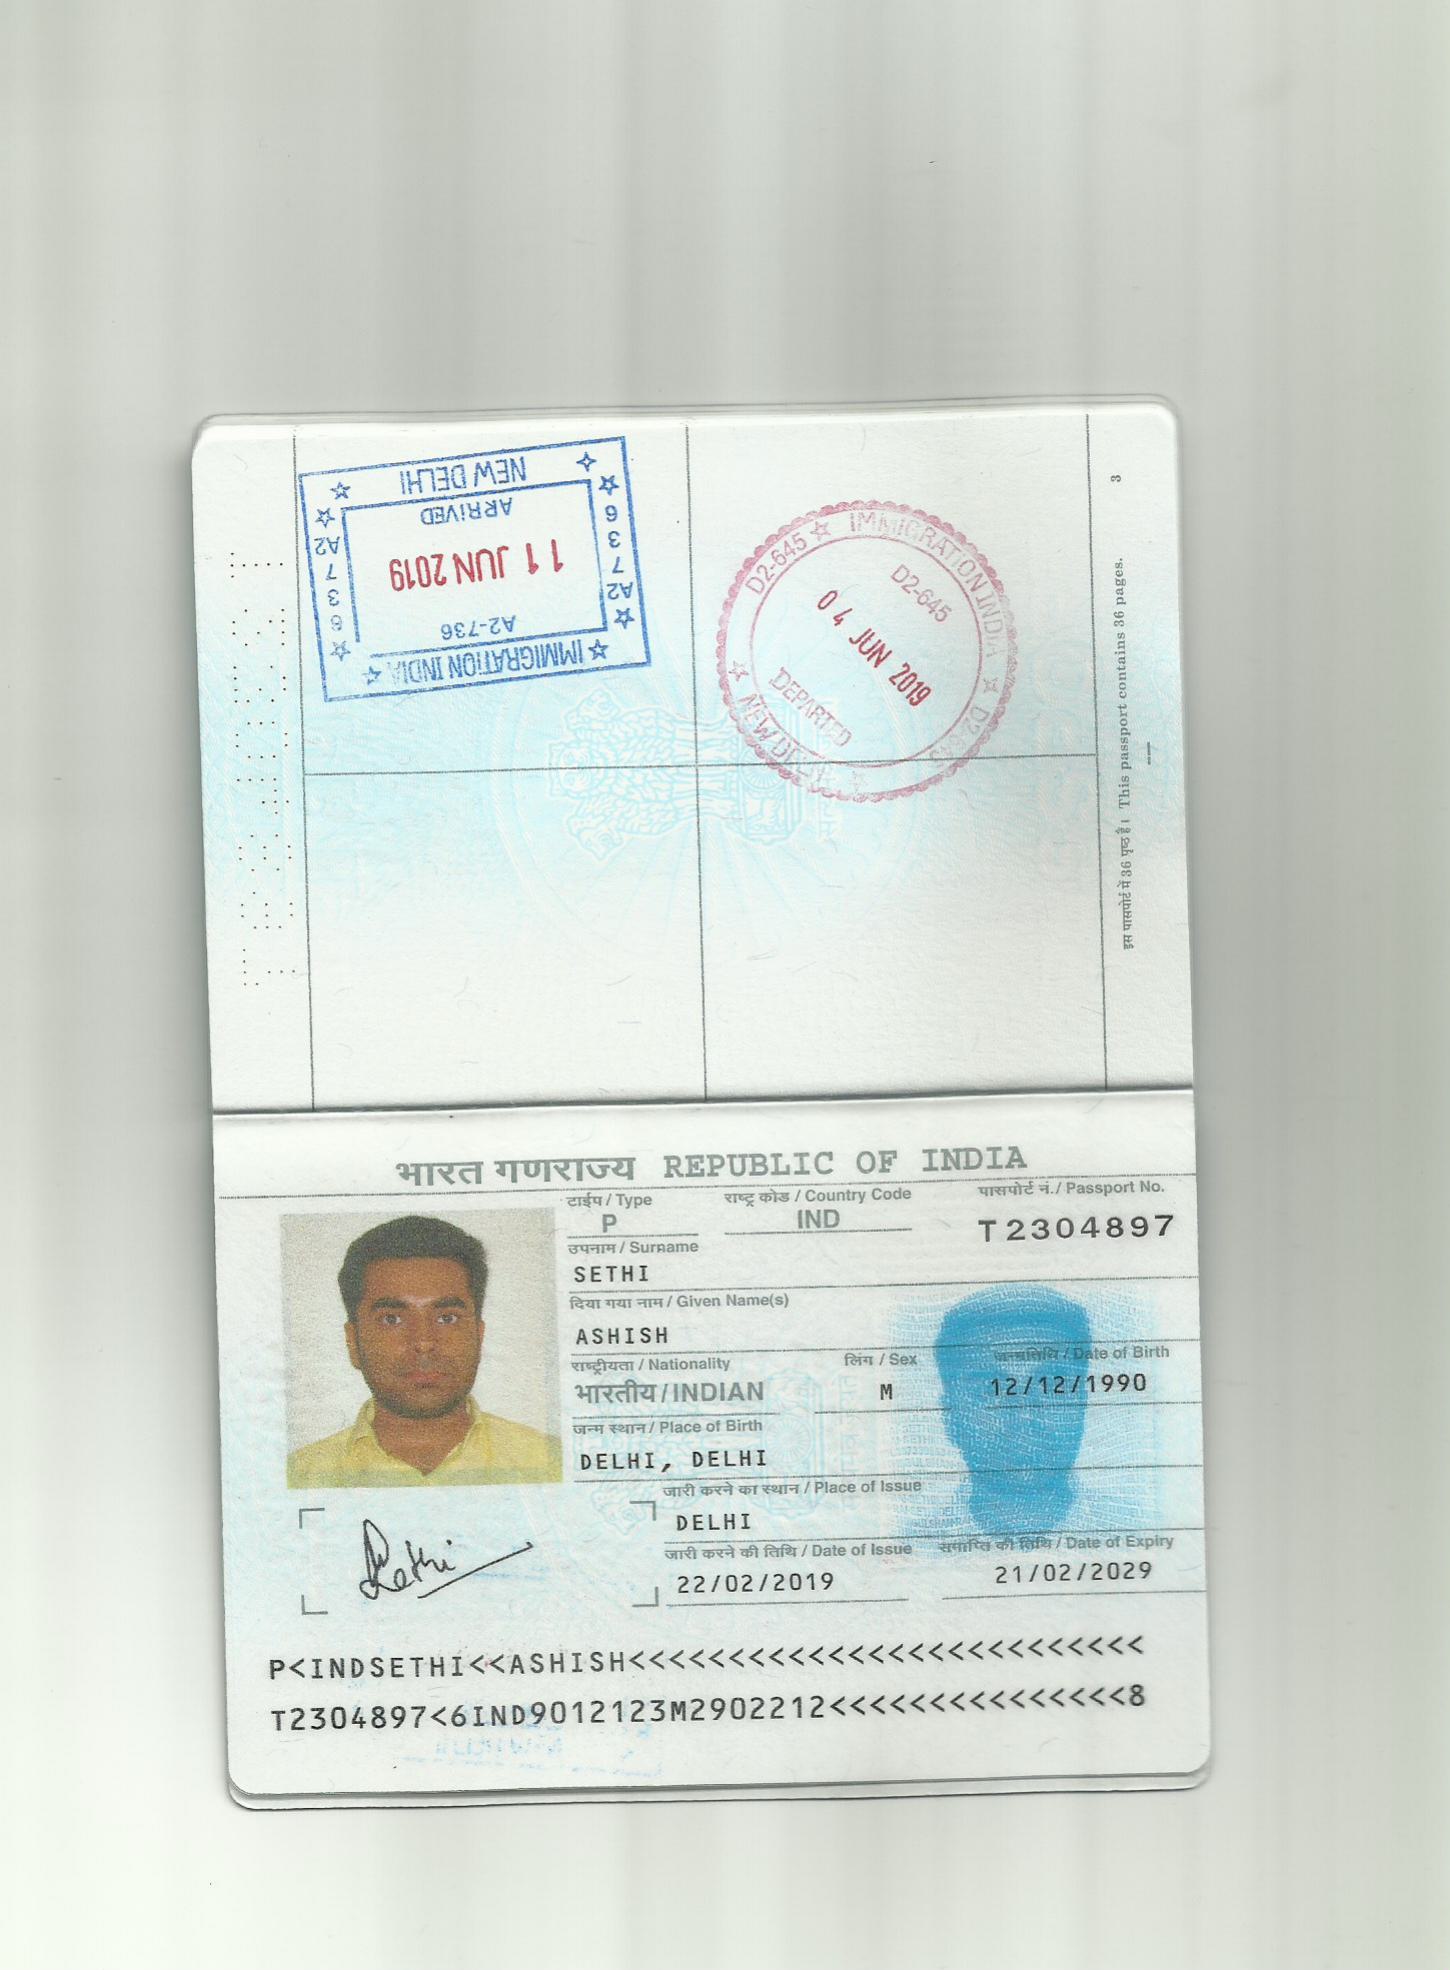 NEW DELHI
ARRIVED
11 JUN 2019
A2-736
IMMIGRATION INDIA
A2 736
A2 736
D2-645 IMMIGRATION INDIA D2-645
D2-645
04 JUN 2019
DEPARTED
NEW DELHI
3
इस पासपोर्ट में 36 पृष्ठ हैं। This passport contains 36 pages.
भारत गणराज्य REPUBLIC OF INDIA
टाईप / Type राष्ट्र कोड / Country Code पासपोर्ट नं. / Passport No.
P IND T2304897
उपनाम / Surname
SETHI
दिया गया नाम / Given Name(s)
ASHISH
राष्ट्रीयता / Nationality लिंग / Sex जन्मतिथि / Date of Birth
भारतीय / INDIAN M 12/12/1990
जन्म स्थान / Place of Birth
DELHI, DELHI
जारी करने का स्थान / Place of Issue
DELHI
जारी करने की तिथि / Date of Issue समाप्ति की तिथि / Date of Expiry
22/02/2019 21/02/2029
Sethi
P<INDSETHI<<ASHISH<<<<<<<<<<<<<<<<<<<<<<<<<<
T2304897<6IND9012123M2902212<<<<<<<<<<<<<<<8